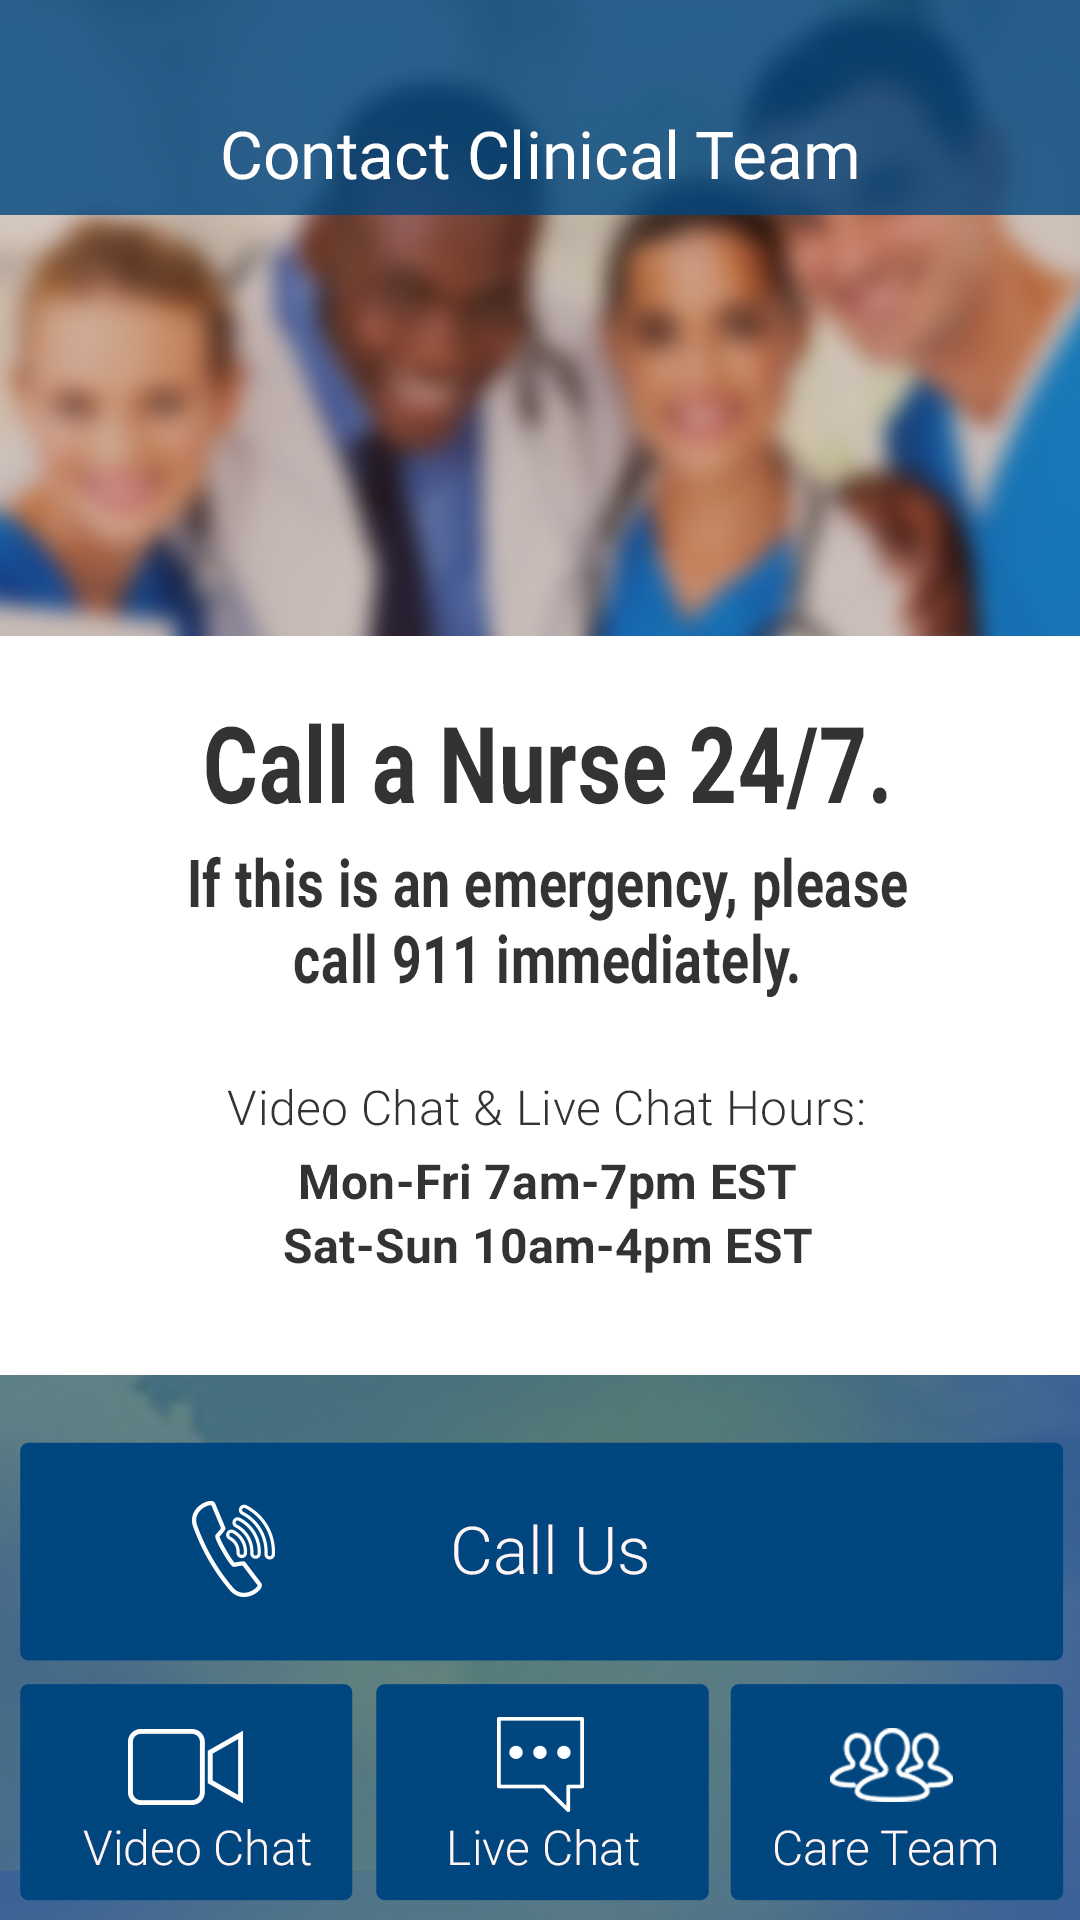 Contact Clinical Team
Call a Nurse 24/7.
If this is an emergency, please
call 911 immediately.
Video Chat & Live Chat Hours:
Mon-Fri 7am-7pm EST
Sat-Sun 10am-4pm EST
Call Us
Video Chat
Live Chat
Care Team